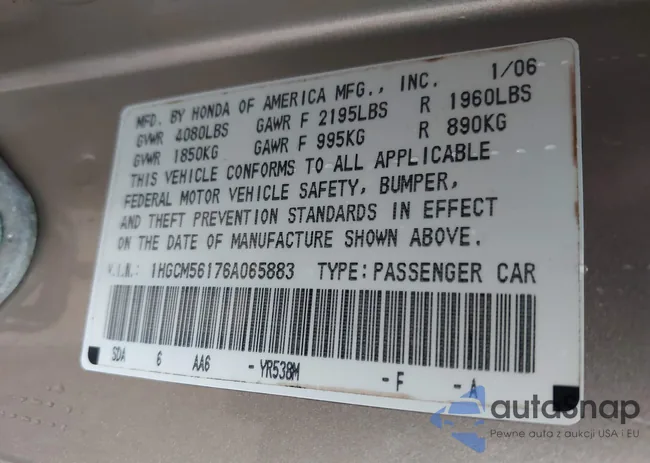 MFD. BY HONDA OF AMERICA MFG., INC. 1/06
GVWR 4080LBS GAWR F 2195LBS R 1960LBS
GVWR 1850KG GAWR F 995KG R 890KG
THIS VEHICLE CONFORMS TO ALL APPLICABLE
FEDERAL MOTOR VEHICLE SAFETY, BUMPER,
AND THEFT PREVENTION STANDARDS IN EFFECT
ON THE DATE OF MANUFACTURE SHOWN ABOVE.
V.I.N.: 1HGCM56176A065883 TYPE: PASSENGER CAR
SDA 6 AA6 - YR538M - F - A
autosnap
Pewne auta z aukcji USA i EU